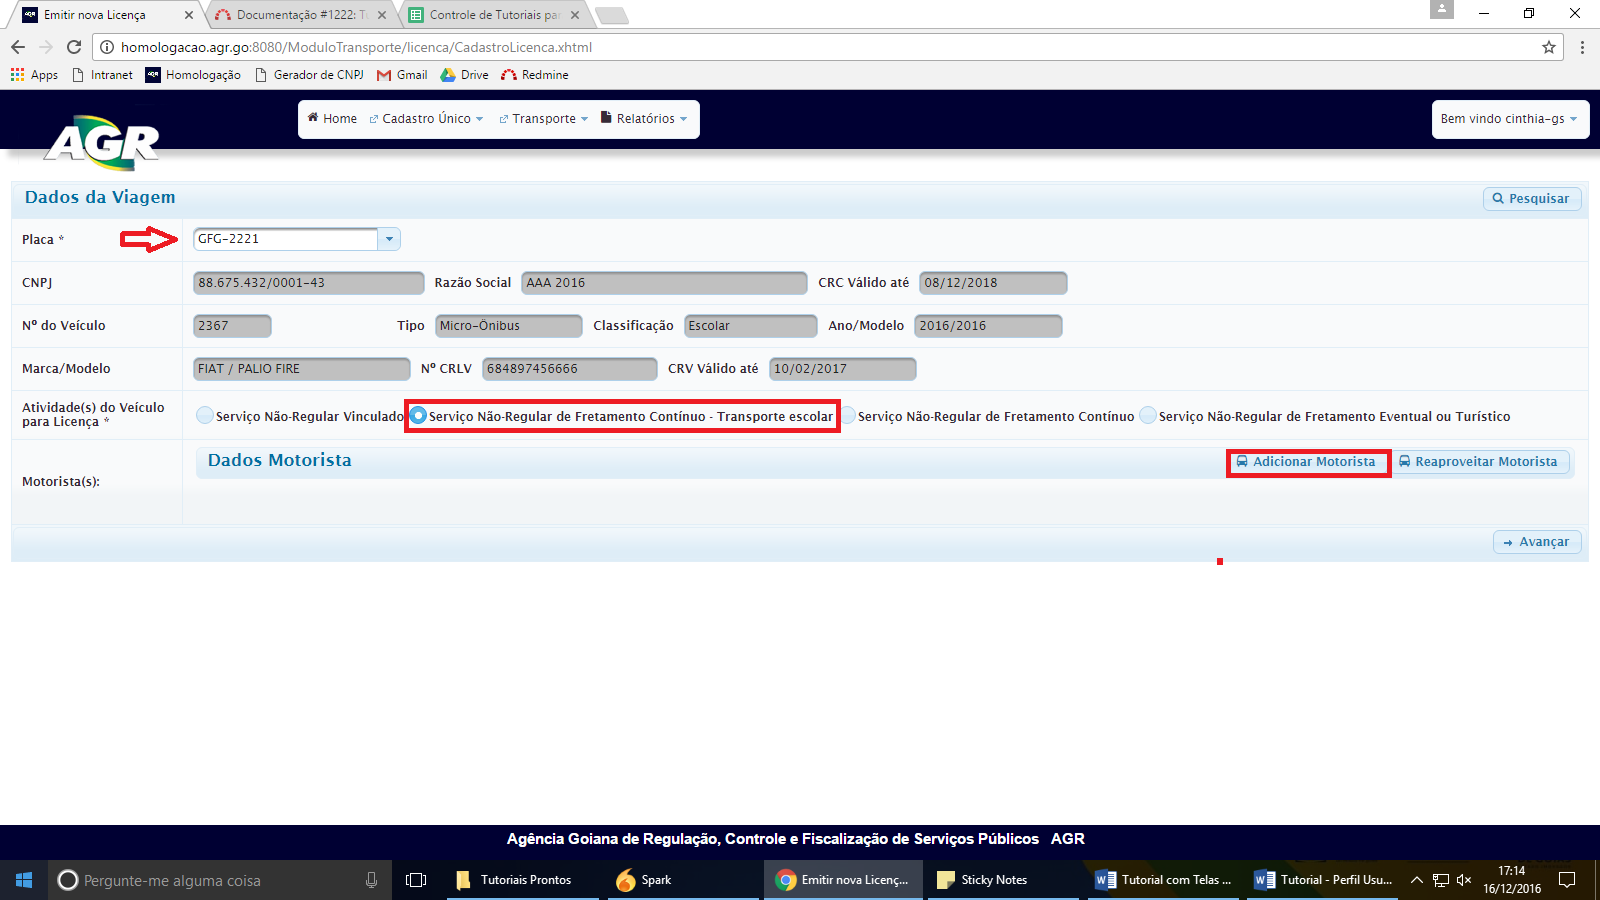 Emitir nova Licença
Documentação #1222: Tu
Controle de Tutoriais pa
homologacao.agr.go:8080/ModuloTransporte/licenca/CadastroLicenca.xhtml
Apps Intranet Homologação Gerador de CNPJ Gmail Drive Redmine
AGR
Home Cadastro Único Transporte Relatórios
Bem vindo cinthia-gs
Dados da Viagem
Pesquisar
Placa * GFG-2221
CNPJ 88.675.432/0001-43 Razão Social AAA 2016 CRC Válido até 08/12/2018
Nº do Veículo 2367 Tipo Micro-Ônibus Classificação Escolar Ano/Modelo 2016/2016
Marca/Modelo FIAT / PALIO FIRE Nº CRLV 684897456666 CRV Válido até 10/02/2017
Atividade(s) do Veículo
para Licença *
Serviço Não-Regular Vinculado Serviço Não-Regular de Fretamento Contínuo - Transporte escolar Serviço Não-Regular de Fretamento Contínuo Serviço Não-Regular de Fretamento Eventual ou Turístico
Motorista(s):
Dados Motorista
Adicionar Motorista Reaproveitar Motorista
Avançar
Agência Goiana de Regulação, Controle e Fiscalização de Serviços Públicos AGR
Pergunte-me alguma coisa
Tutoriais Prontos
Spark
Emitir nova Licenç...
Sticky Notes
Tutorial com Telas ...
Tutorial - Perfil Usu...
17:14
16/12/2016